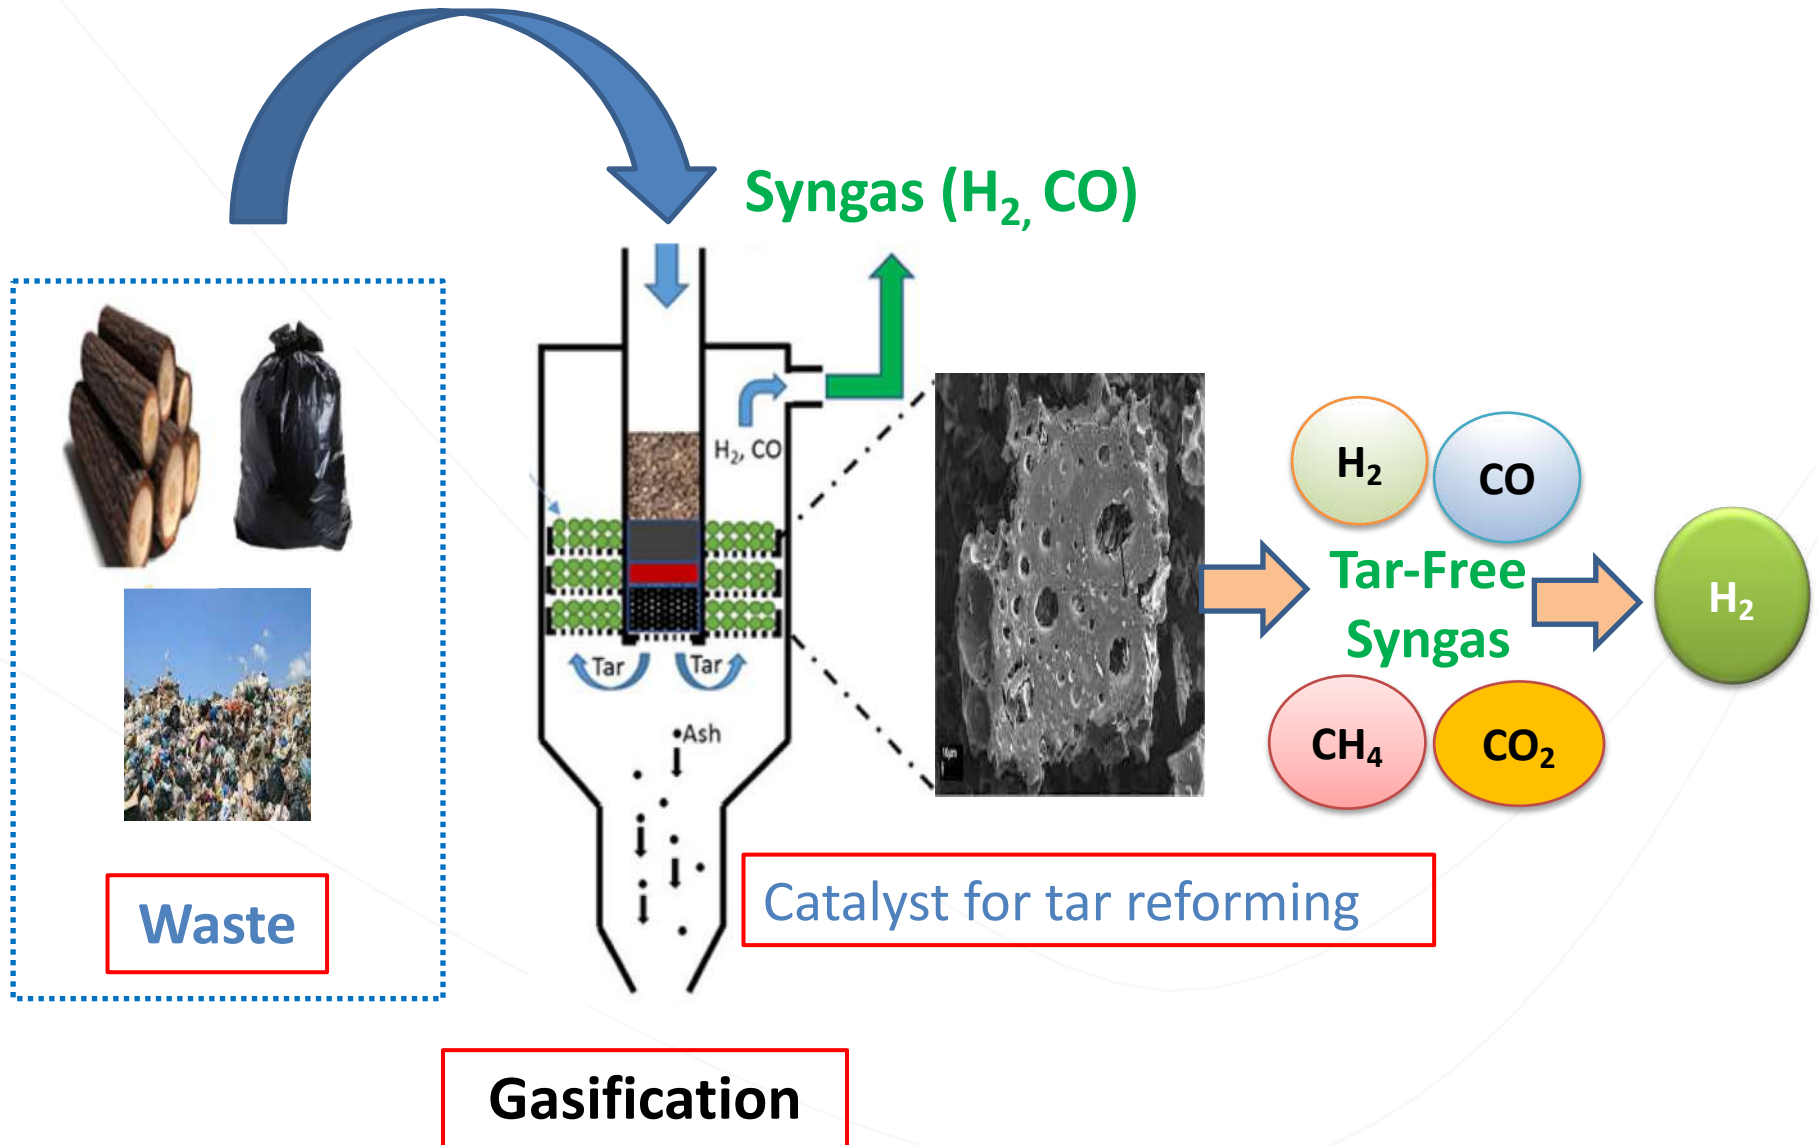 Syngas (H₂, CO)
H₂, CO
Tar
Tar
Ash
H₂
CO
Tar-Free
Syngas
CH₄
CO₂
H₂
Waste
Catalyst for tar reforming
Gasification